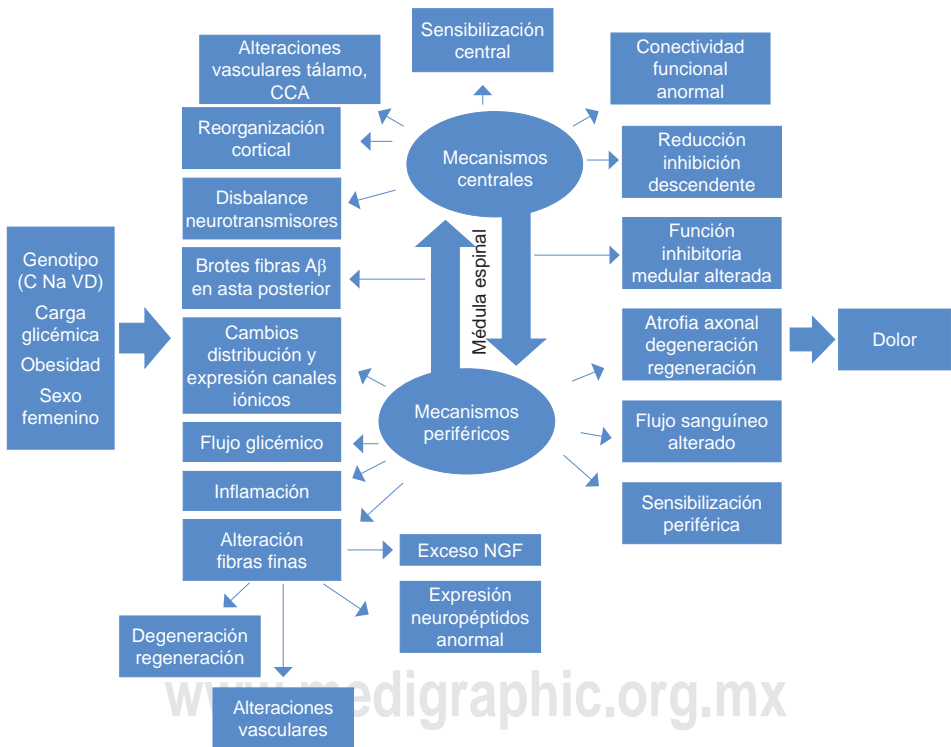 Sensibilización
central
Alteraciones
vasculares tálamo,
CCA
Conectividad
funcional
anormal
Reorganización
cortical
Mecanismos
centrales
Reducción
inhibición
descendente
Disbalance
neurotransmisores
Genotipo
(C Na VD)
Carga
glicémica
Obesidad
Sexo
femenino
Brotes fibras Aβ
en asta posterior
Médula espinal
Función
inhibitoria
medular alterada
Cambios
distribución y
expresión canales
iónicos
Atrofia axonal
degeneración
regeneración
Dolor
Mecanismos
periféricos
Flujo glicémico
Flujo sanguíneo
alterado
Inflamación
Sensibilización
periférica
Alteración
fibras finas
Exceso NGF
Expresión
neuropéptidos
anormal
Degeneración
regeneración
Alteraciones
vasculares
www.medigraphic.org.mx